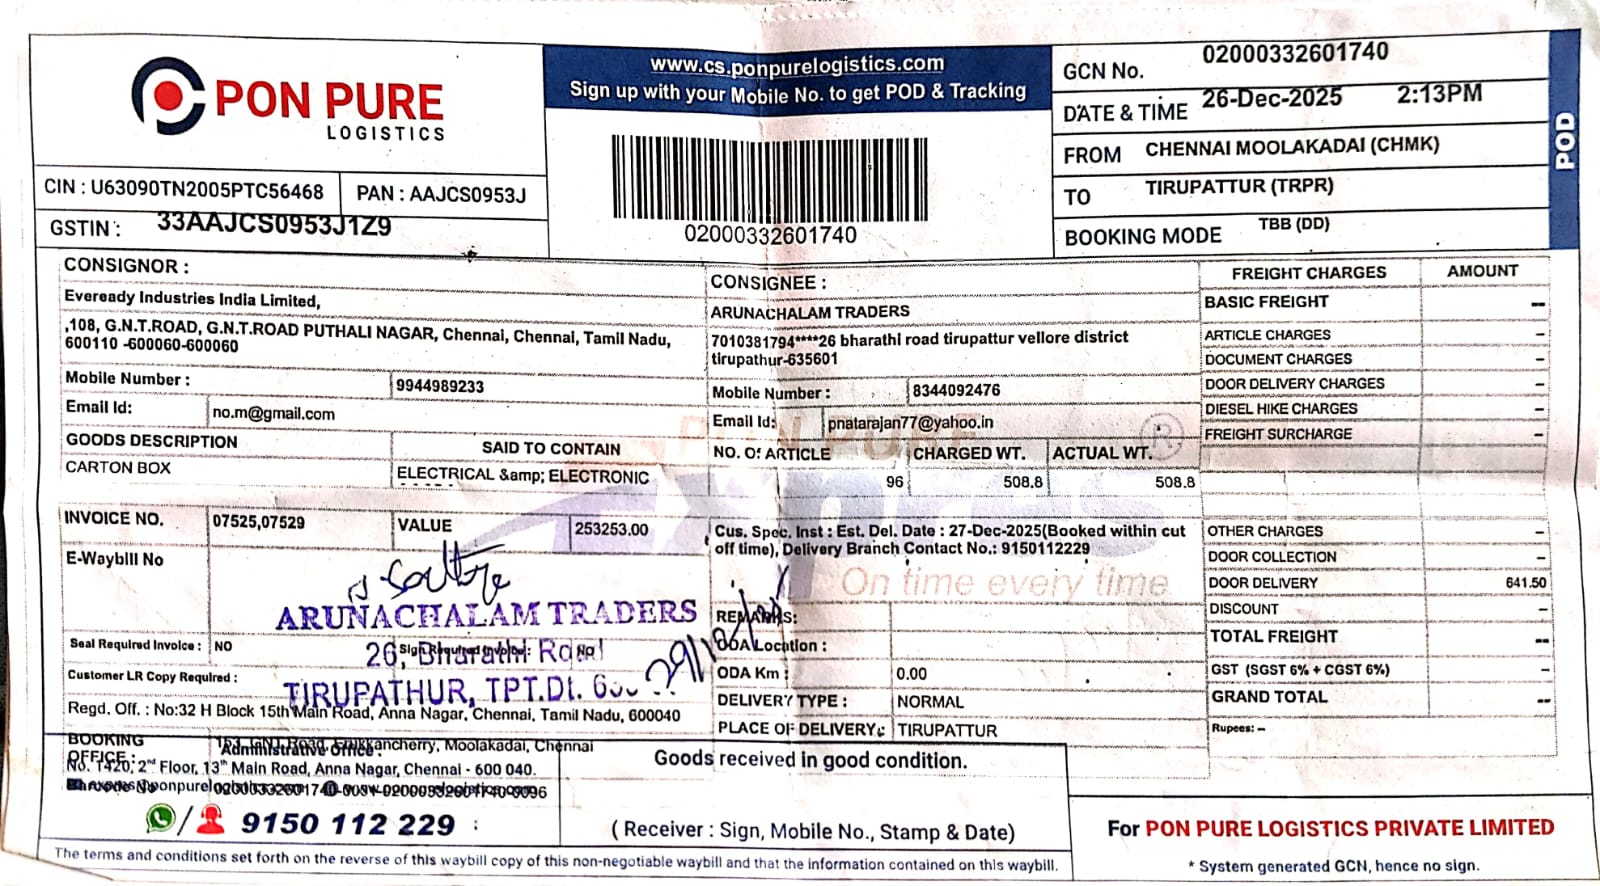 PON PURE
LOGISTICS
CIN : U63090TN2005PTC56468
PAN : AAJCS0953J
GSTIN : 33AAJCS0953J1Z9
www.cs.ponpurelogistics.com
Sign up with your Mobile No. to get POD & Tracking
02000332601740
GCN No. 02000332601740
DATE & TIME 26-Dec-2025 2:13PM
FROM CHENNAI MOOLAKADAI (CHMK)
TO TIRUPATTUR (TRPR)
BOOKING MODE TBB (DD)
POD
CONSIGNOR :
Eveready Industries India Limited,
,108, G.N.T.ROAD, G.N.T.ROAD PUTHALI NAGAR, Chennai, Chennai, Tamil Nadu,
600110 -600060-600060
Mobile Number : 9944989233
Email Id: no.m@gmail.com
GOODS DESCRIPTION SAID TO CONTAIN
CARTON BOX ELECTRICAL &amp; ELECTRONIC
INVOICE NO. 07525,07529 VALUE 253253.00
E-Waybill No
ARUNACHALAM TRADERS
26, Bharathi Road
TIRUPATHUR, TPT.Dt.
Seal Required Invoice : NO
Sign Required Invoice : No
Customer LR Copy Required :
Regd. Off. : No:32 H Block 15th Main Road, Anna Nagar, Chennai, Tamil Nadu, 600040
CONSIGNEE :
ARUNACHALAM TRADERS
7010381794****26 bharathi road tirupattur vellore district
tirupathur-635601
Mobile Number : 8344092476
Email Id: pnatarajan77@yahoo.in
PON PURE
NO. Of ARTICLE CHARGED WT. ACTUAL WT.
96 508.8 508.8
Cus. Spec. Inst : Est. Del. Date : 27-Dec-2025(Booked within cut
off time), Delivery Branch Contact No.: 9150112229
On time every time
REMARKS:
ODA Location :
ODA Km : 0.00
DELIVERY TYPE : NORMAL
PLACE OF DELIVERY: TIRUPATTUR
FREIGHT CHARGES AMOUNT
BASIC FREIGHT --
ARTICLE CHARGES -
DOCUMENT CHARGES -
DOOR DELIVERY CHARGES -
DIESEL HIKE CHARGES -
FREIGHT SURCHARGE -
OTHER CHARGES -
DOOR COLLECTION -
DOOR DELIVERY 641.50
DISCOUNT -
TOTAL FREIGHT --
GST (SGST 6% + CGST 6%) -
GRAND TOTAL --
Rupees: --
BOOKING
OFFICE :
Administrative Office :
Moolakadai, Chennai
No. 1420, 2nd Floor, 13th Main Road, Anna Nagar, Chennai - 600 040.
9150 112 229
Goods received in good condition.
( Receiver : Sign, Mobile No., Stamp & Date)
For PON PURE LOGISTICS PRIVATE LIMITED
* System generated GCN, hence no sign.
The terms and conditions set forth on the reverse of this waybill copy of this non-negotiable waybill and that the information contained on this waybill.